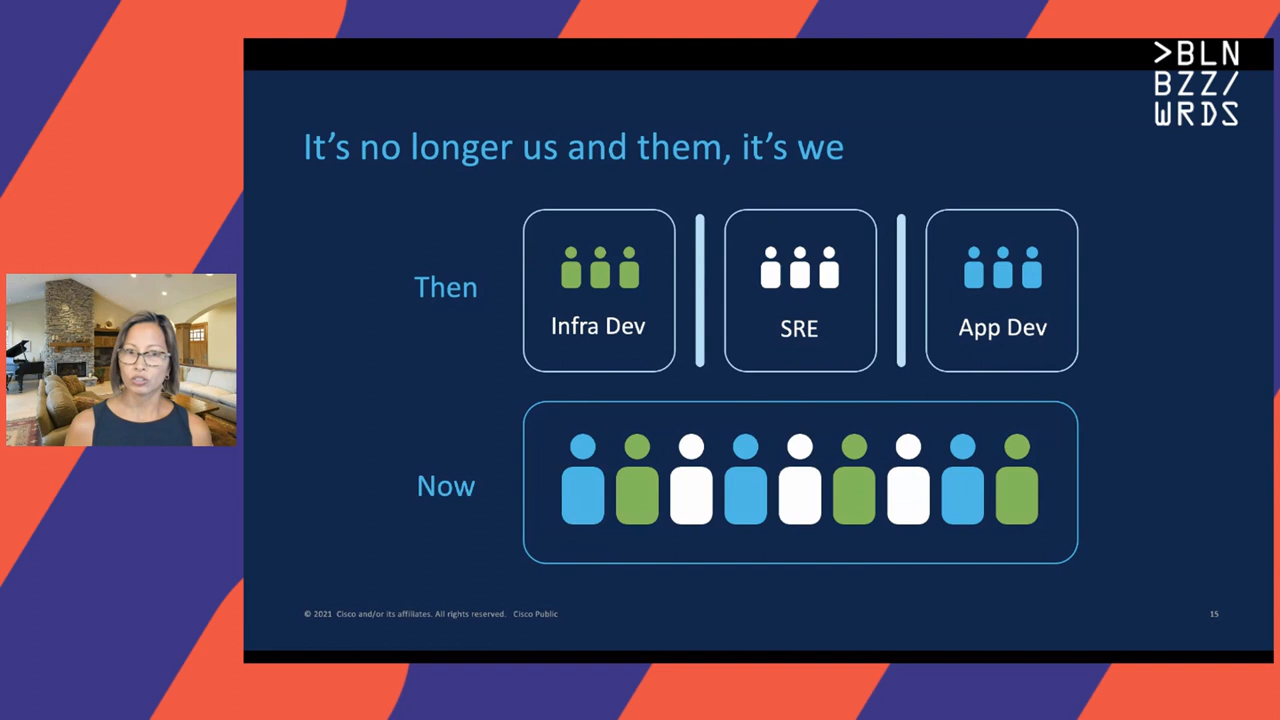 >BLN
BZZ/
WRDS
It's no longer us and them, it's we
Then
Infra Dev
SRE
App Dev
Now
© 2021 Cisco and/or its affiliates. All rights reserved. Cisco Public
15